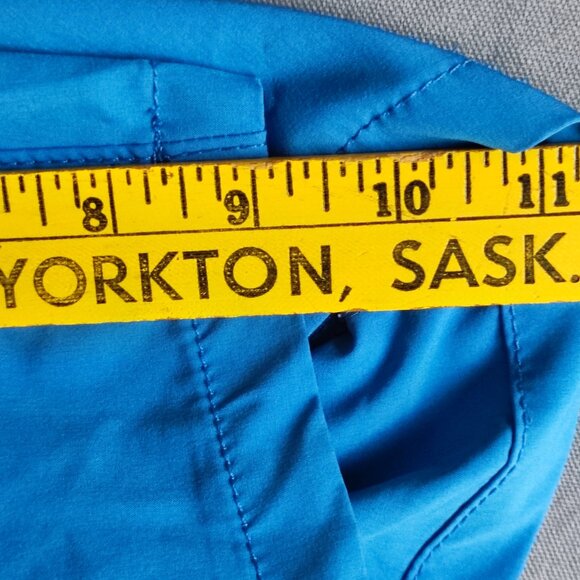 8 9 10 11
YORKTON, SASK.